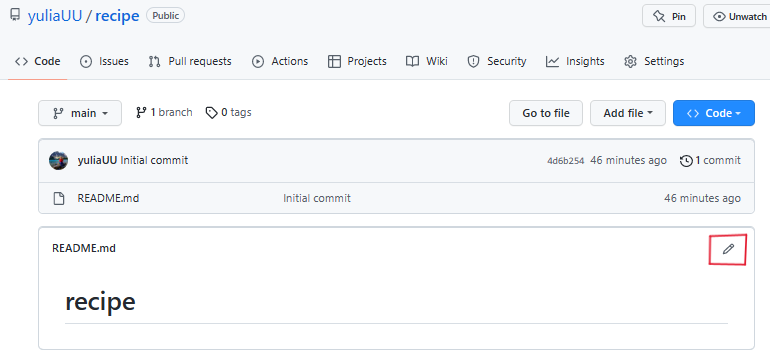 yuliaUU / recipe Public Pin Unwatch
Code Issues Pull requests Actions Projects Wiki Security Insights Settings
main 1 branch 0 tags Go to file Add file Code
yuliaUU Initial commit 4d6b254 46 minutes ago 1 commit
README.md Initial commit 46 minutes ago
README.md
recipe